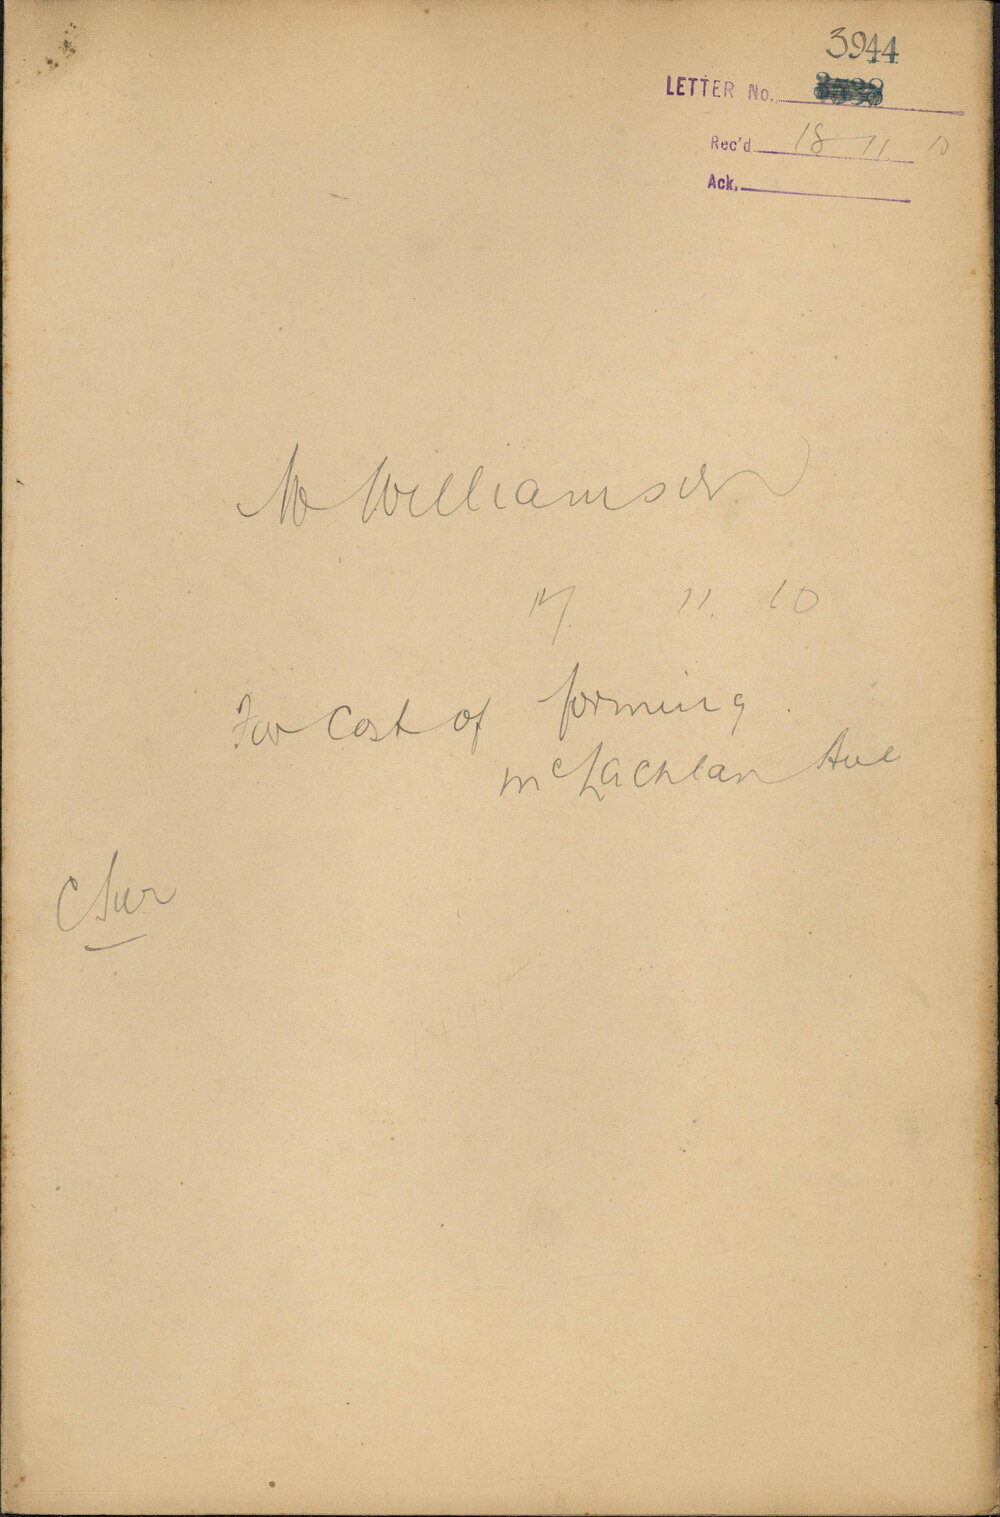 3944
LETTER No.
Rec'd 18 11 10
Ack.
W Williamson
17. 11. 10
For Cost of forming
McLachlan Ave
C Sur